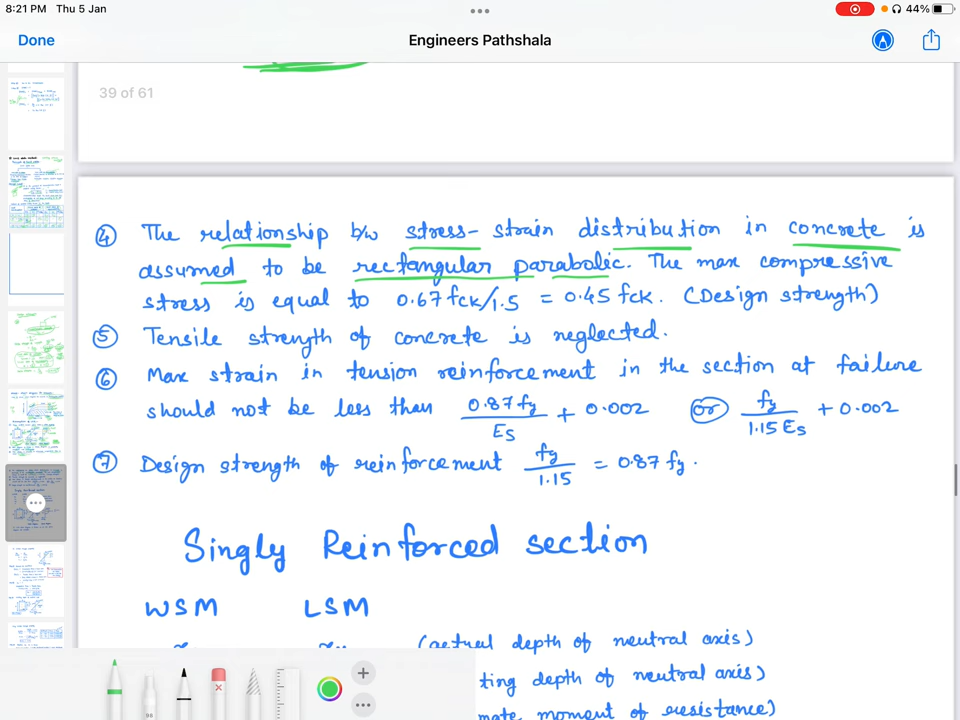 8:21 PM Thu 5 Jan
44%
Done
Engineers Pathshala
39 of 61
④ The relationship b/w stress- strain distribution in concrete is
assumed to be rectangular parabolic. The max compressive
stress is equal to 0.67 fck/1.5 = 0.45 fck. (Design strength)
⑤ Tensile strength of concrete is neglected.
⑥ Max strain in tension reinforcement in the section at failure
should not be less than 0.87 fy/Es + 0.002 or fy/1.15 Es + 0.002
⑦ Design strength of reinforcement fy/1.15 = 0.87 fy.
Singly Reinforced section
WSM LSM
(actual depth of neutral axis)
ting depth of neutral axis)
mate moment of resistance)